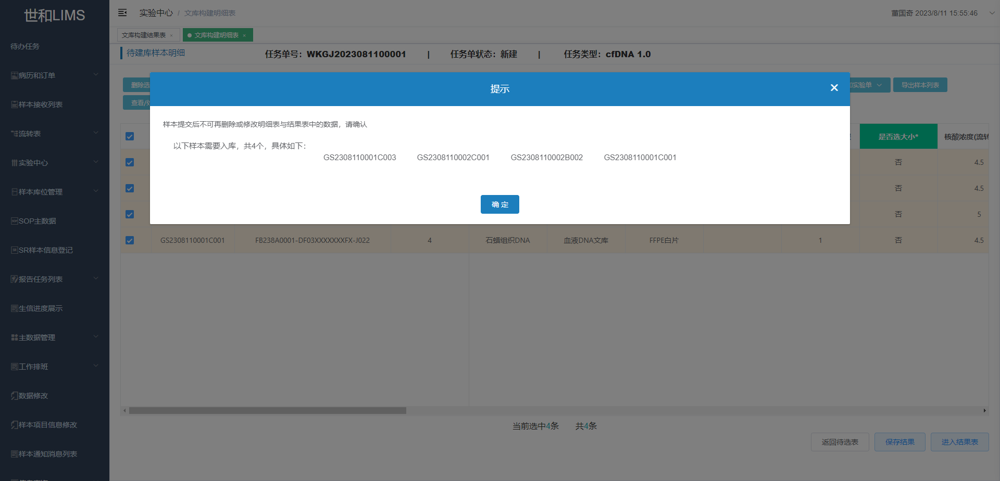 世和LIMS
待办任务
病历和订单
样本接收列表
流转表
实验中心
样本库位管理
SOP主数据
SR样本信息登记
报告任务列表
生信进度展示
主数据管理
工作排班
数据修改
样本项目信息修改
样本通知消息列表
实验中心 / 文库构建明细表
董国奇 2023/8/11 15:55:46
文库构建结果表 ×
文库构建明细表 ×
待建库样本明细
任务单号：WKGJ2023081100001 | 任务单状态：新建 | 任务类型：cfDNA 1.0
删除选
实验单
导出样本列表
查看/
提示
样本提交后不可再删除或修改明细表与结果表中的数据，请确认
以下样本需要入库，共4个，具体如下：
GS2308110001C003 GS2308110002C001 GS2308110002B002 GS2308110001C001
确 定
是否选大小* 核酸浓度(流转
否 4.5
否 4.5
否 5
GS2308110001C001 FB238A0001-DF03XXXXXXXFX-J022 4 石蜡组织DNA 血液DNA文库 FFPE白片 1 否 4.5
当前选中4条 共4条
返回待选表 保存结果 进入结果表